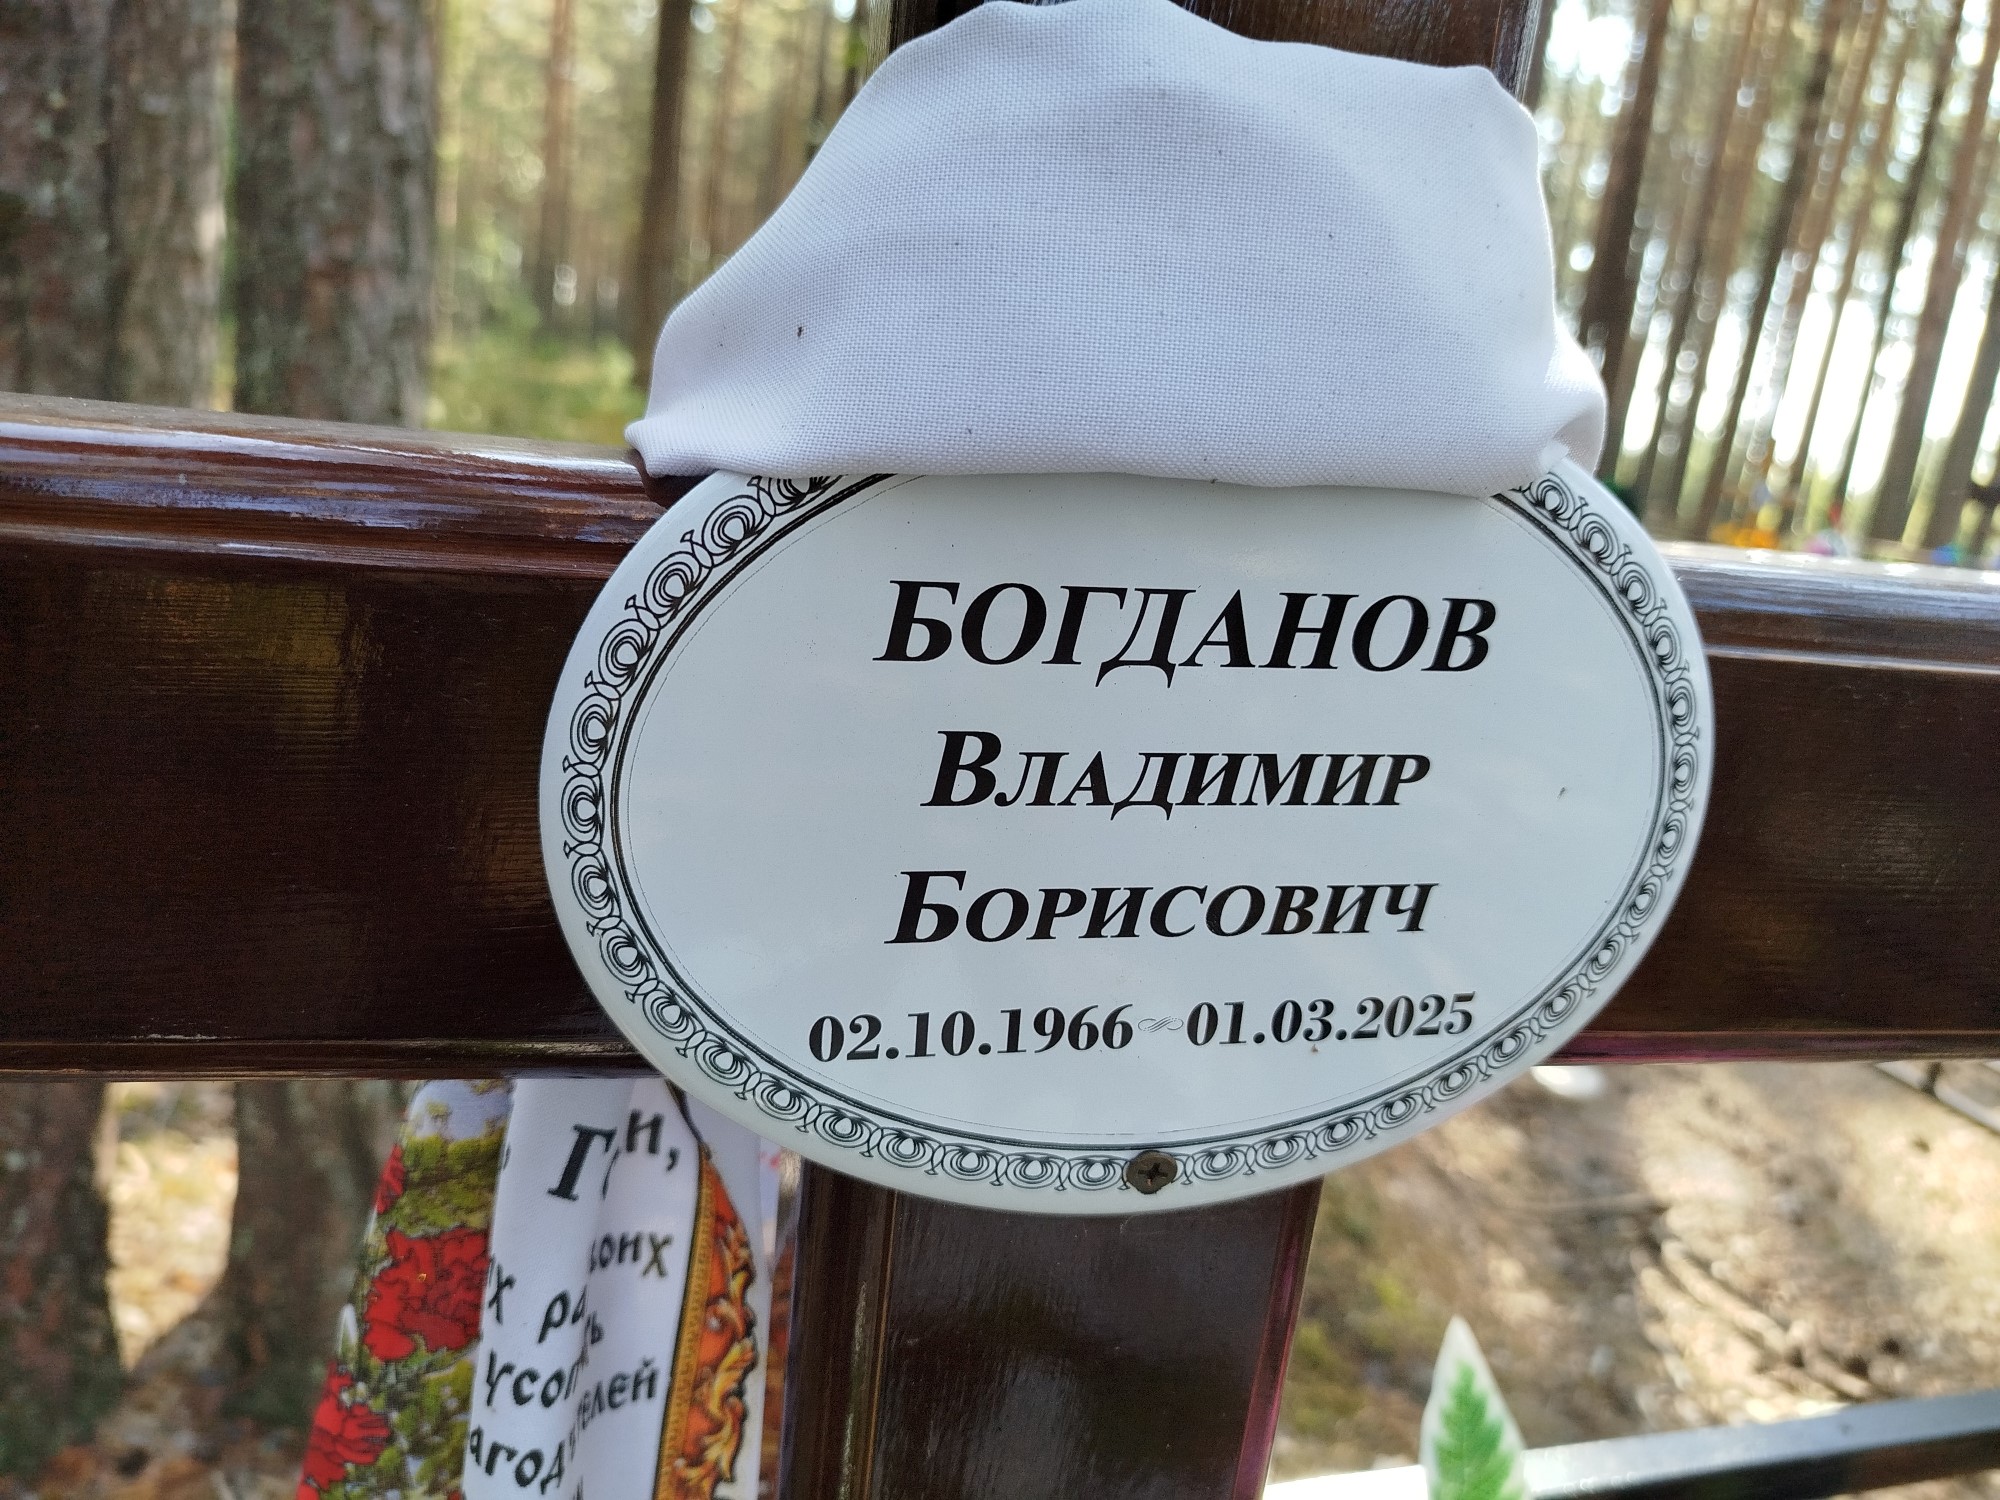 БОГДАНОВ
Владимир
Борисович
02.10.1966 01.03.2025